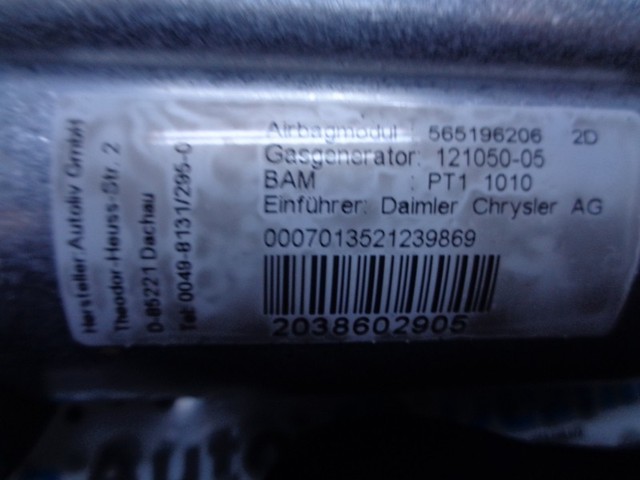 Airbagmodul : 565196206 2D
Gasgenerator: 121050-05
BAM : PT1 1010
Einführer: Daimler Chrysler AG
0007013521239869
2038602905
Hersteller: Autoliv GmbH
Theodor-Heuss-Str. 2
D-85221 Dachau
Tel: 0049-8131/295-0